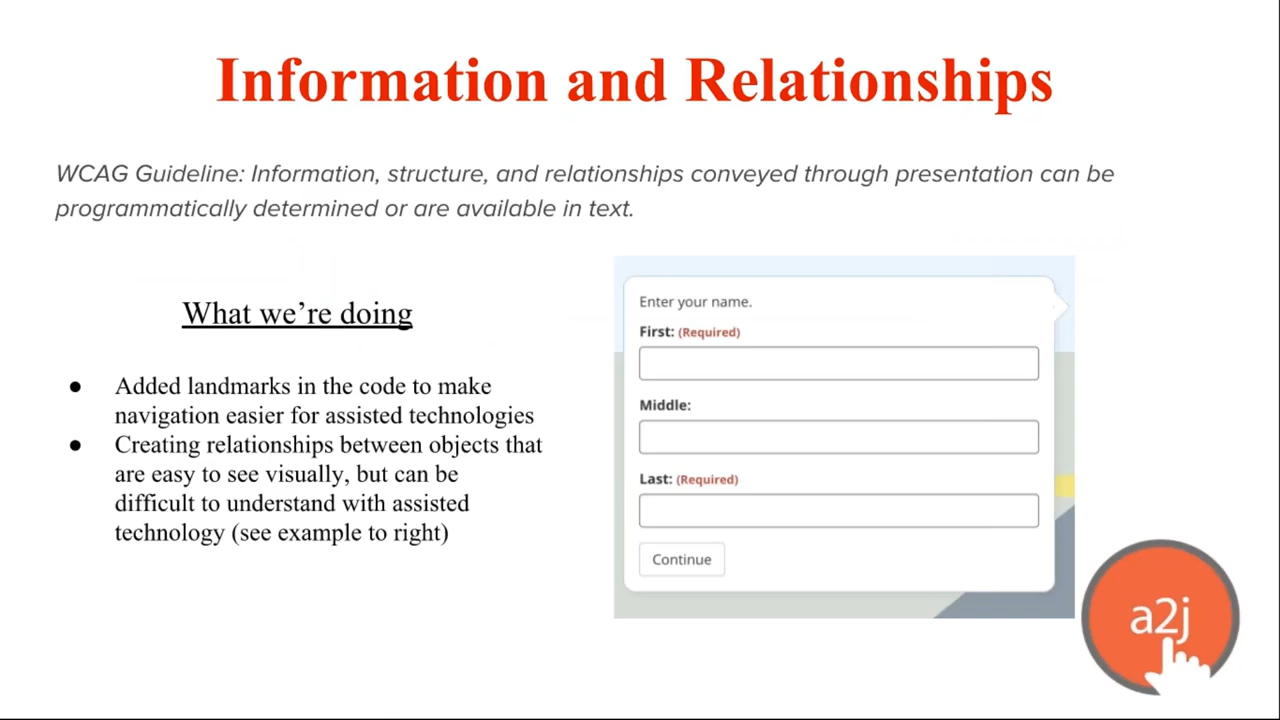 Information and Relationships
WCAG Guideline: Information, structure, and relationships conveyed through presentation can be
programmatically determined or are available in text.
What we’re doing
● Added landmarks in the code to make
navigation easier for assisted technologies
● Creating relationships between objects that
are easy to see visually, but can be
difficult to understand with assisted
technology (see example to right)
Enter your name.
First: (Required)
Middle:
Last: (Required)
Continue
a2j